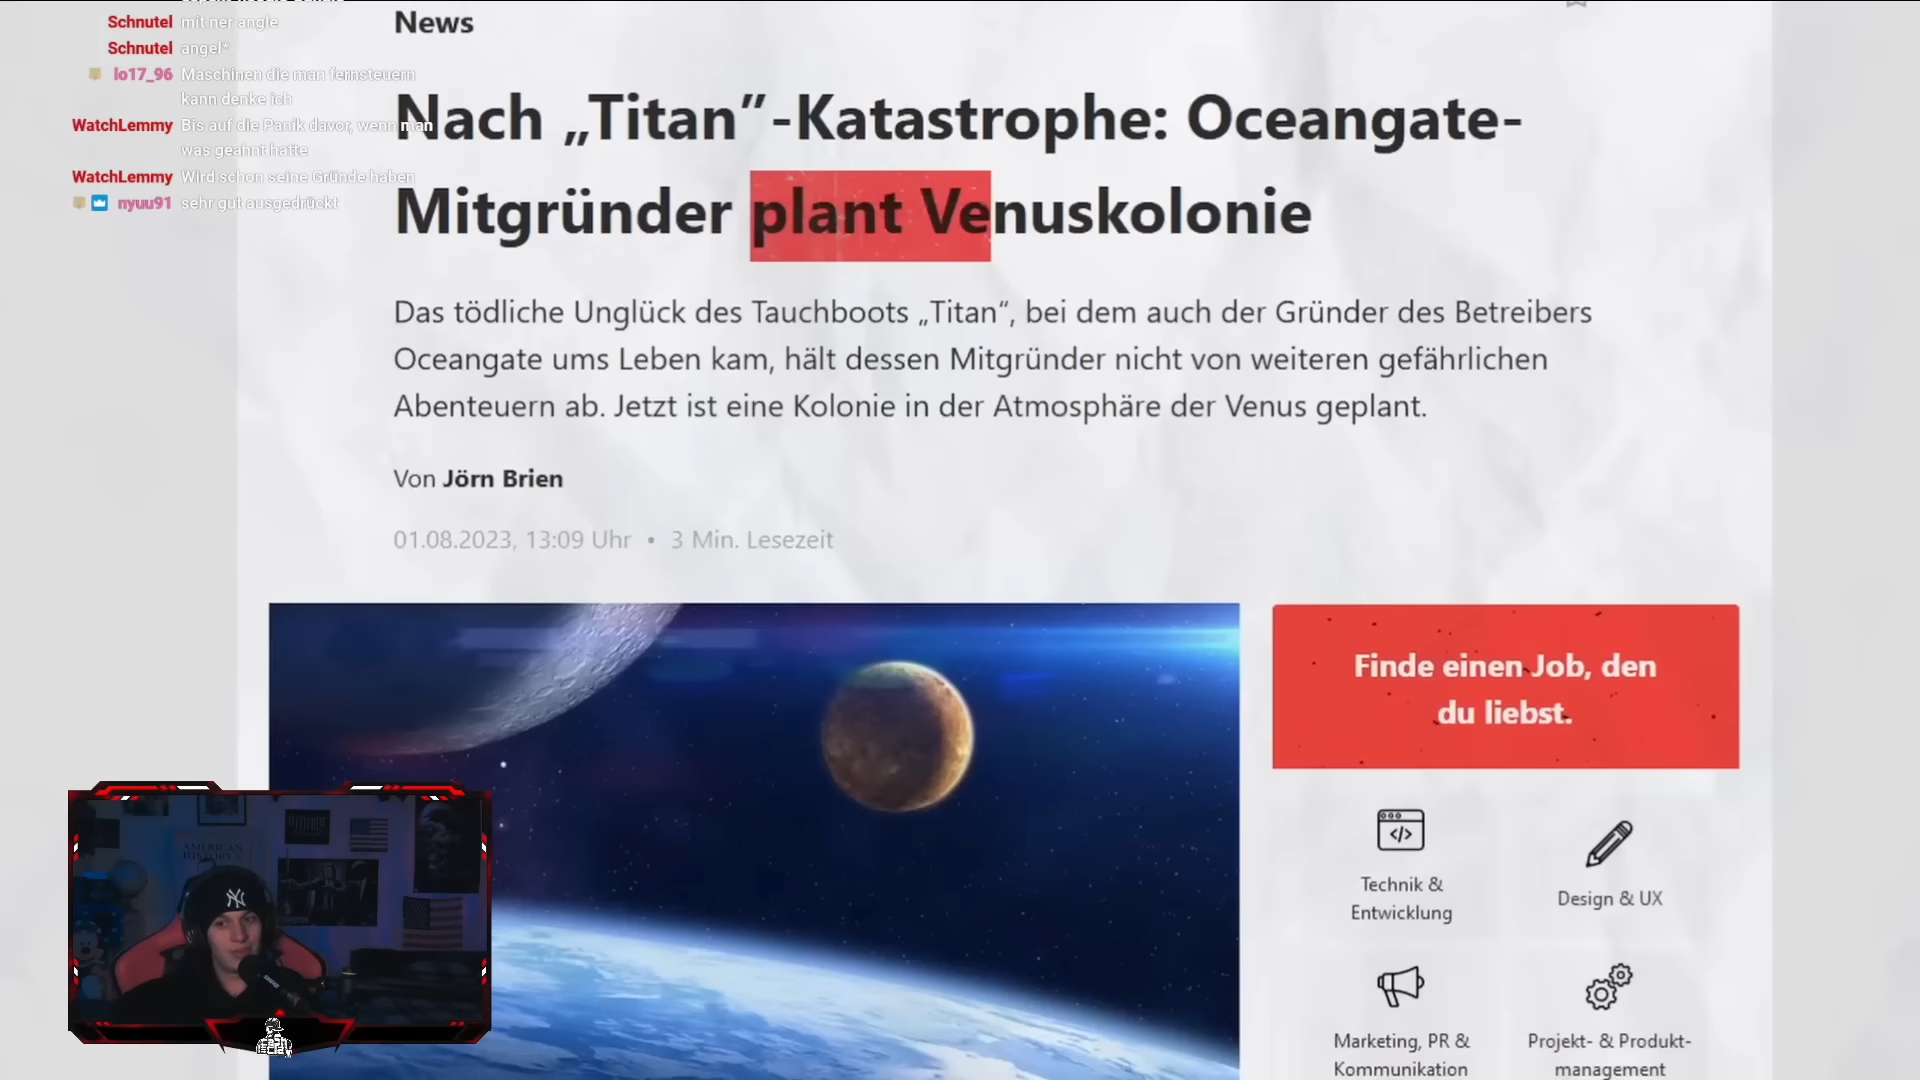 Schnutel mit ner angle
Schnutel angel*
lo17_96 Maschinen die man fernsteuern
kann denke ich
WatchLemmy Bis auf die Panik davor, wenn man
was geahnt hatte
WatchLemmy Wird schon seine Gründe haben
nyuu91 sehr gut ausgedrückt
News
Nach „Titan”-Katastrophe: Oceangate-
Mitgründer plant Venuskolonie
Das tödliche Unglück des Tauchboots „Titan“, bei dem auch der Gründer des Betreibers
Oceangate ums Leben kam, hält dessen Mitgründer nicht von weiteren gefährlichen
Abenteuern ab. Jetzt ist eine Kolonie in der Atmosphäre der Venus geplant.
Von Jörn Brien
01.08.2023, 13:09 Uhr • 3 Min. Lesezeit
Finde einen Job, den
du liebst.
Technik &
Entwicklung
Design & UX
Marketing, PR &
Kommunikation
Projekt- & Produkt-
management
AMERICAN
HISTORY
NY